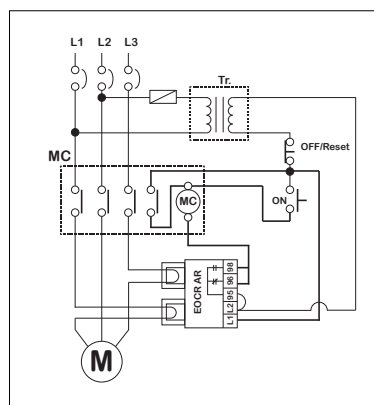 L1 L2 L3
Tr.
OFF/Reset
MC
ON
MC
EOCR AR
98
96
95
L2
L1
M